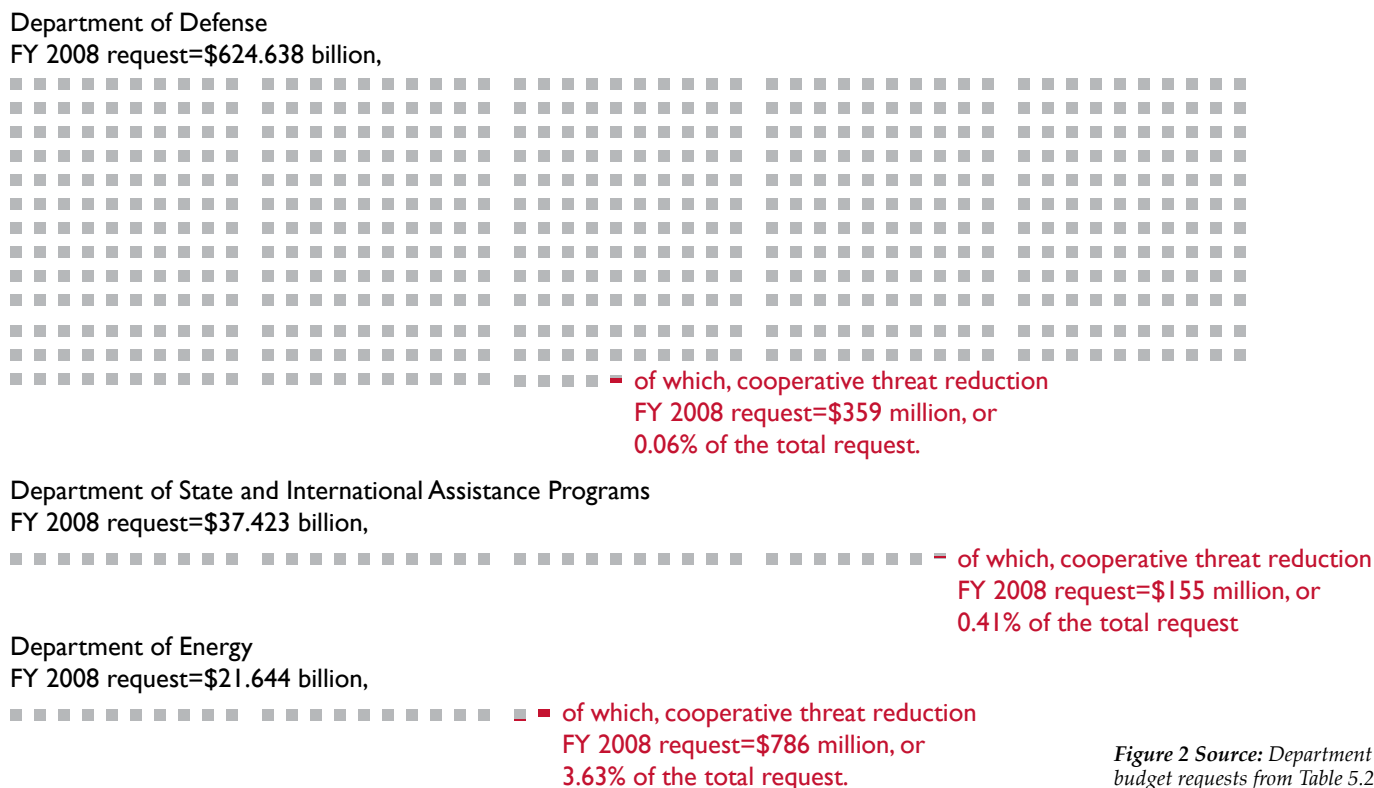 Department of Defense
FY 2008 request=$624.638 billion,
of which, cooperative threat reduction
FY 2008 request=$359 million, or
0.06% of the total request.
Department of State and International Assistance Programs
FY 2008 request=$37.423 billion,
of which, cooperative threat reduction
FY 2008 request=$155 million, or
0.41% of the total request
Department of Energy
FY 2008 request=$21.644 billion,
of which, cooperative threat reduction
FY 2008 request=$786 million, or
3.63% of the total request.
Figure 2 Source: Department
budget requests from Table 5.2